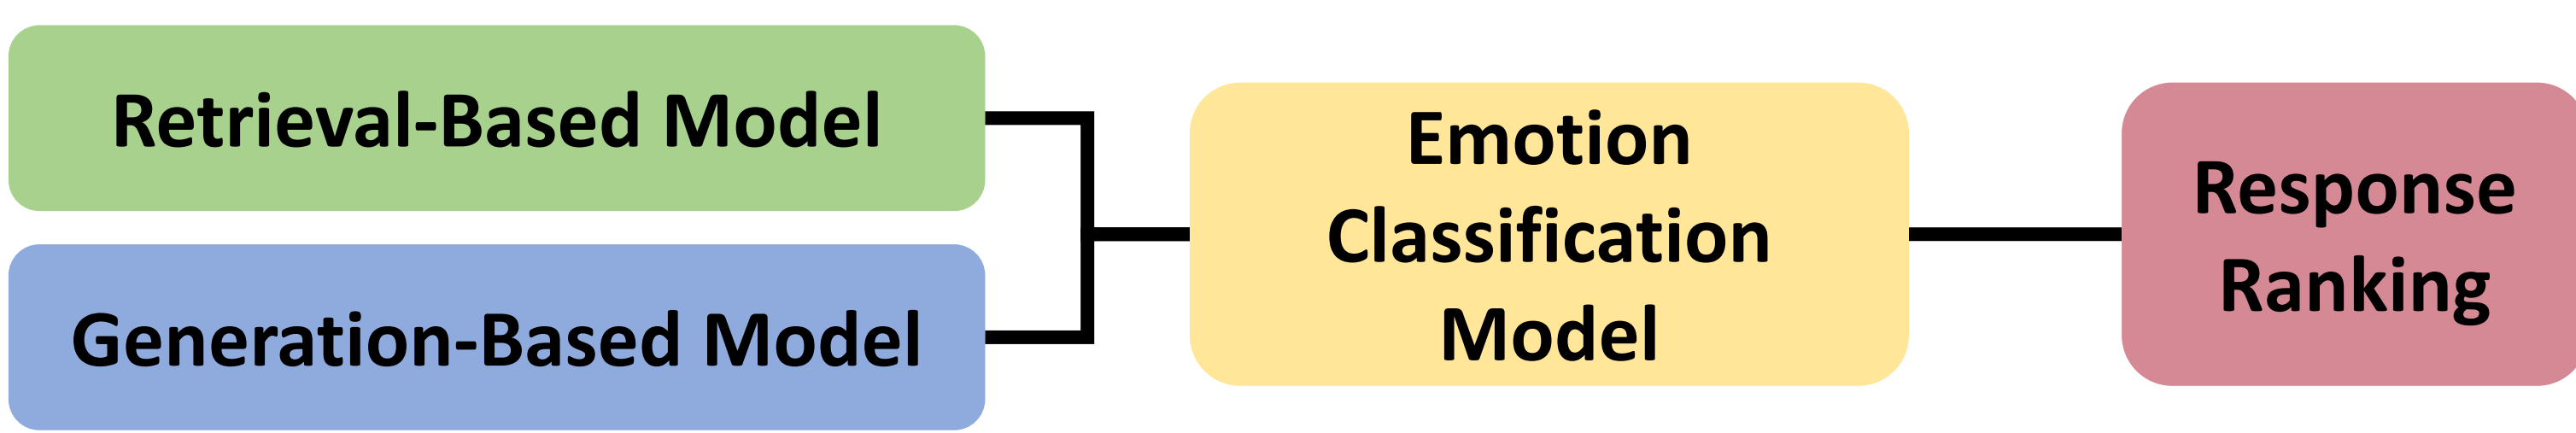 Retrieval-Based Model
Generation-Based Model
Emotion
Classification
Model
Response
Ranking